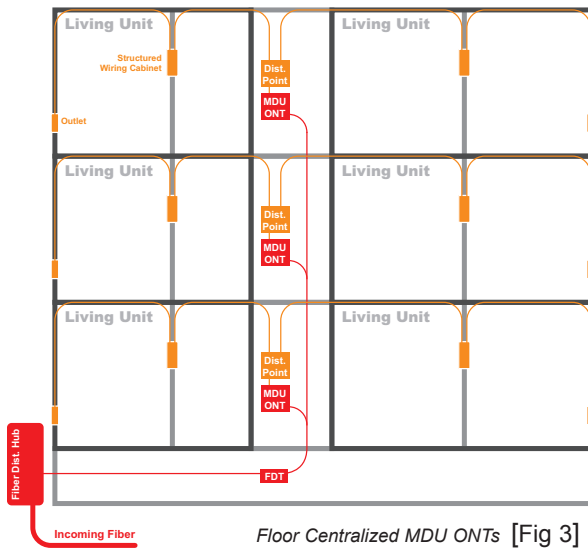 Living Unit
Living Unit
Structured
Wiring Cabinet
Dist.
Point
MDU
ONT
Outlet
Living Unit
Living Unit
Dist.
Point
MDU
ONT
Living Unit
Living Unit
Dist.
Point
MDU
ONT
Fiber Dist. Hub
FDT
Incoming Fiber
Floor Centralized MDU ONTs [Fig 3]